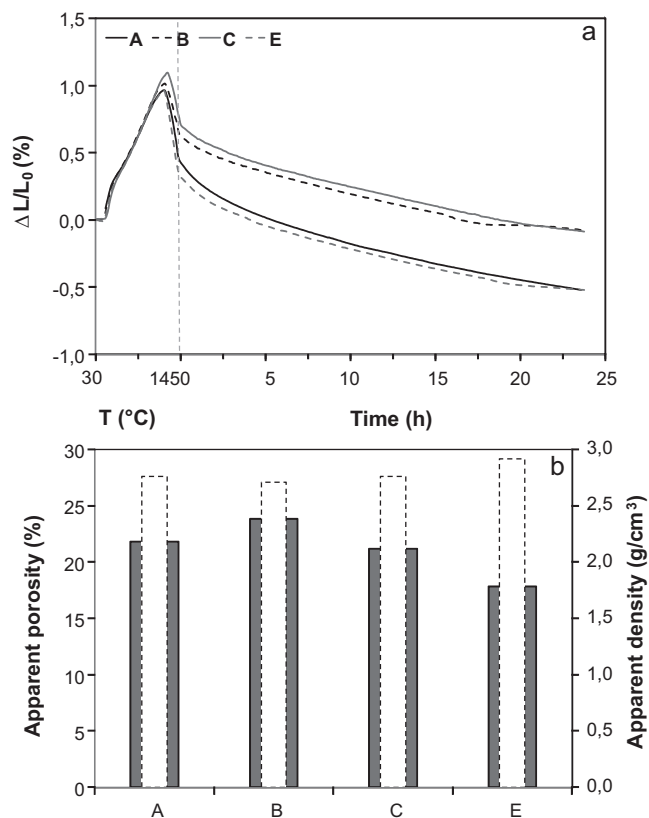 1,5
a
A B C E
1,0
0,5
0,0
-0,5
-1,0
Δ L/L₀ (%)
30 1450 5 10 15 20 25
T (°C) Time (h)
30 3,0
b
25 2,5
20 2,0
15 1,5
10 1,0
5 0,5
0 0,0
Apparent porosity (%)
Apparent density (g/cm³)
A B C E